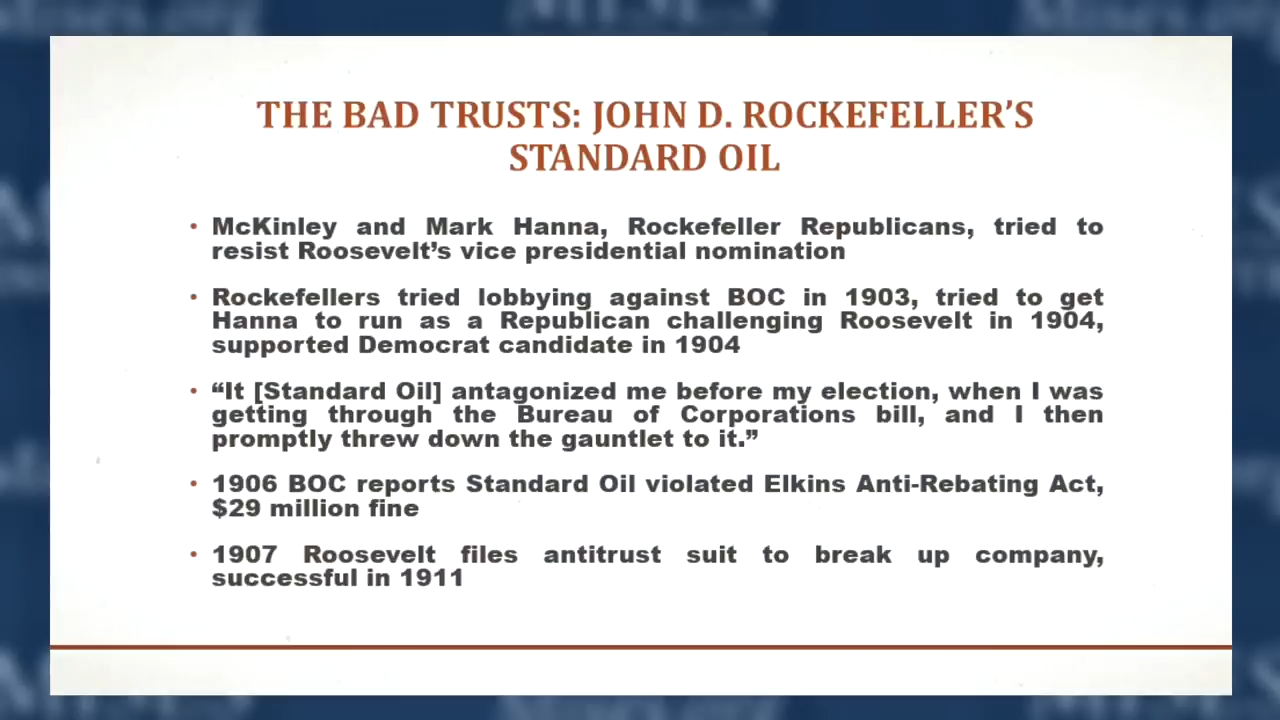 THE BAD TRUSTS: JOHN D. ROCKEFELLER'S
STANDARD OIL
• McKinley and Mark Hanna, Rockefeller Republicans, tried to
resist Roosevelt's vice presidential nomination
• Rockefellers tried lobbying against BOC in 1903, tried to get
Hanna to run as a Republican challenging Roosevelt in 1904,
supported Democrat candidate in 1904
• “It [Standard Oil] antagonized me before my election, when I was
getting through the Bureau of Corporations bill, and I then
promptly threw down the gauntlet to it.”
• 1906 BOC reports Standard Oil violated Elkins Anti-Rebating Act,
$29 million fine
• 1907 Roosevelt files antitrust suit to break up company,
successful in 1911